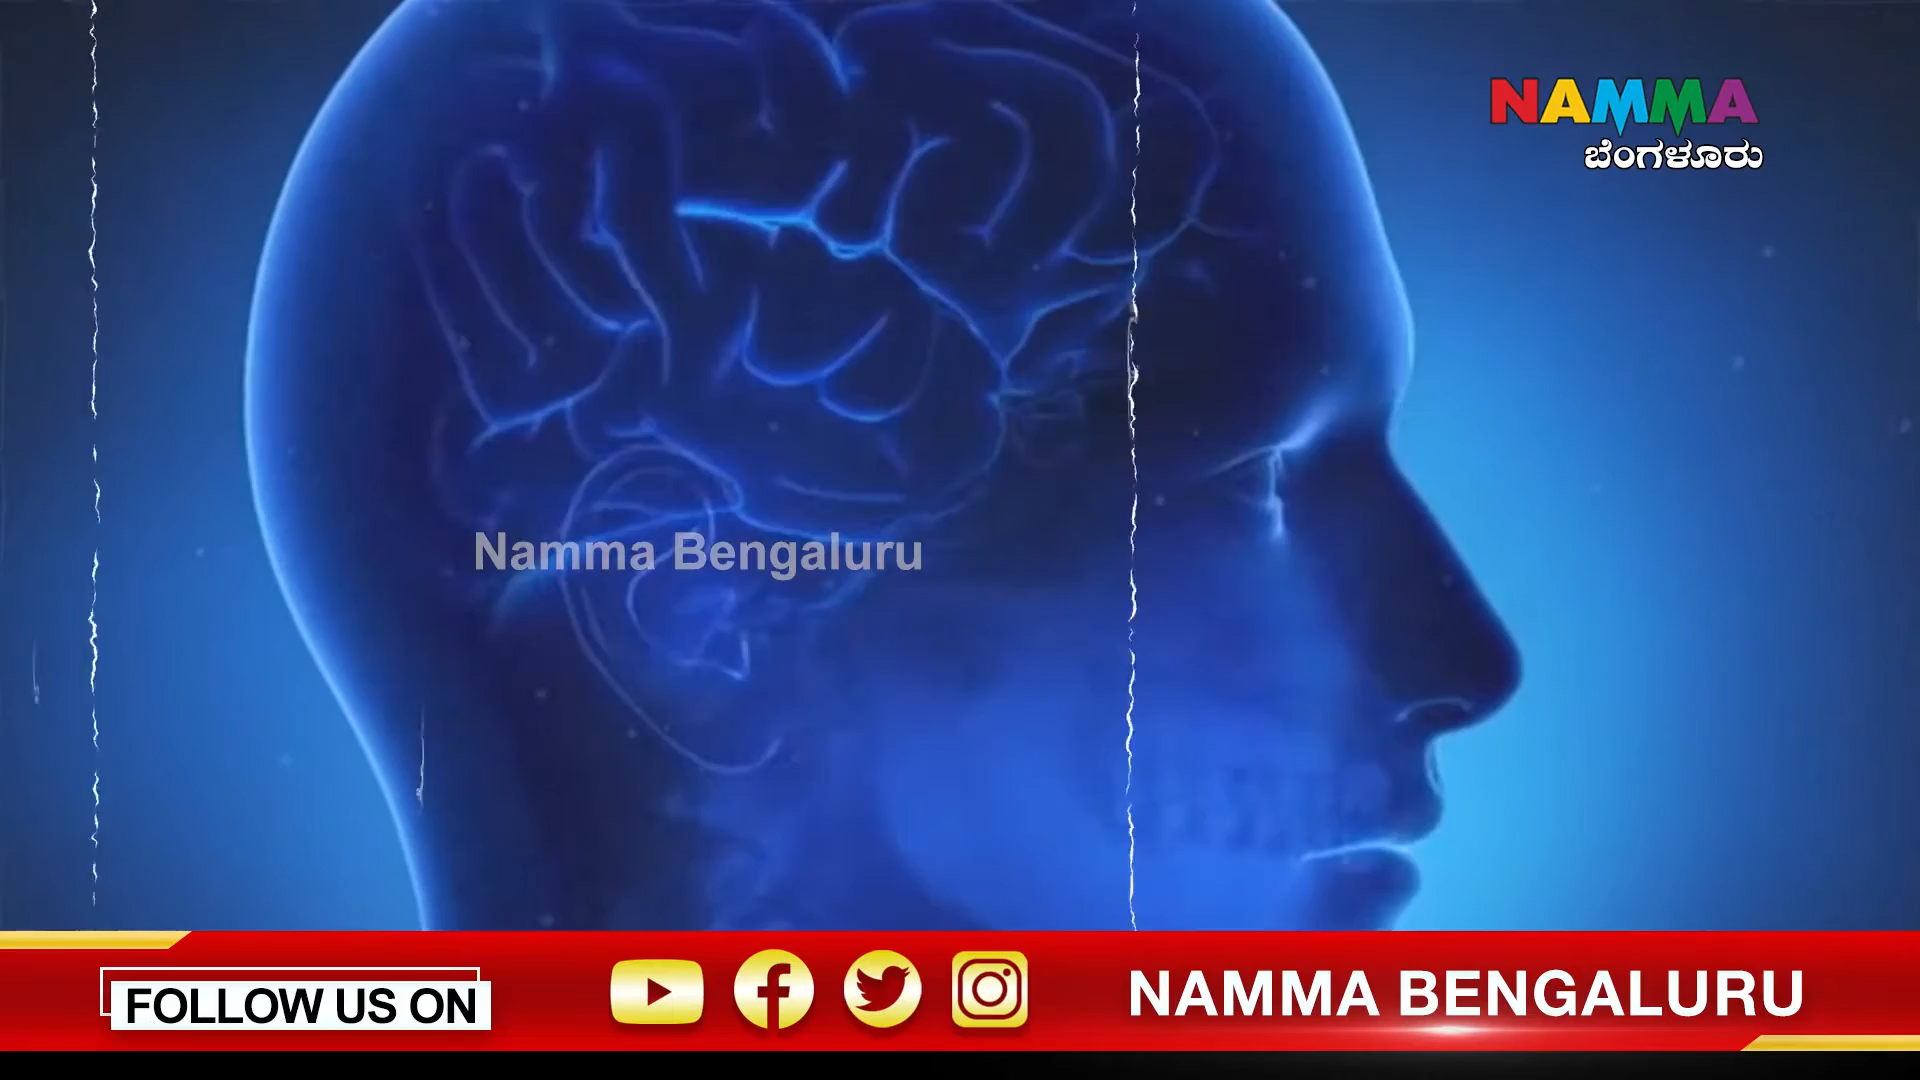 NAMMA
ಬೆಂಗಳೂರು
Namma Bengaluru
FOLLOW US ON
NAMMA BENGALURU